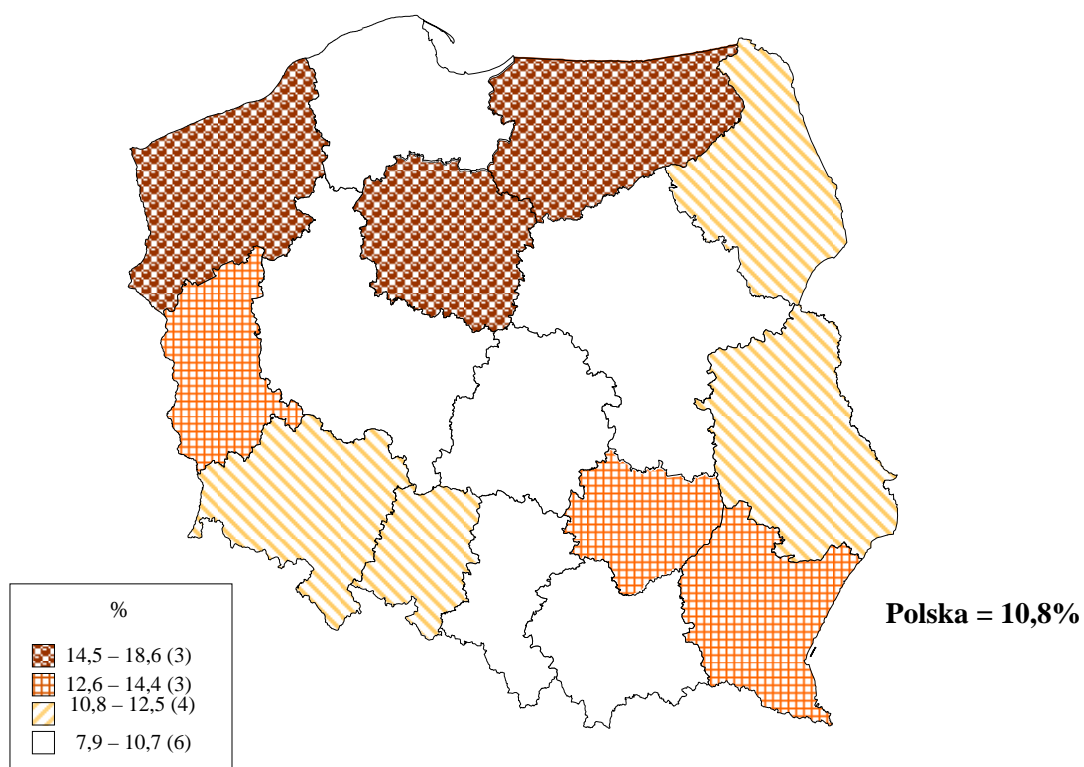 Polska = 10,8%
%
14,5 – 18,6 (3)
12,6 – 14,4 (3)
10,8 – 12,5 (4)
7,9 – 10,7 (6)